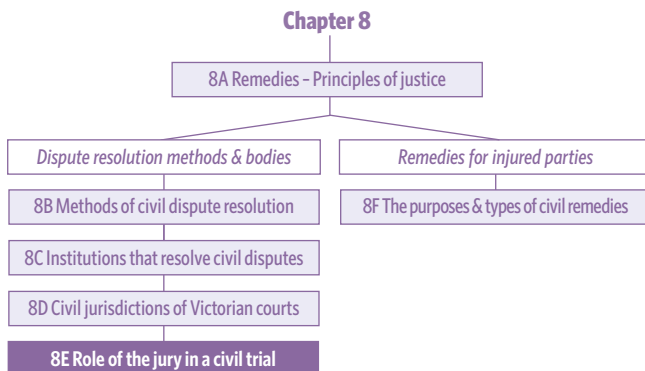 Chapter 8
8A Remedies – Principles of justice
Dispute resolution methods & bodies
Remedies for injured parties
8B Methods of civil dispute resolution
8F The purposes & types of civil remedies
8C Institutions that resolve civil disputes
8D Civil jurisdictions of Victorian courts
8E Role of the jury in a civil trial